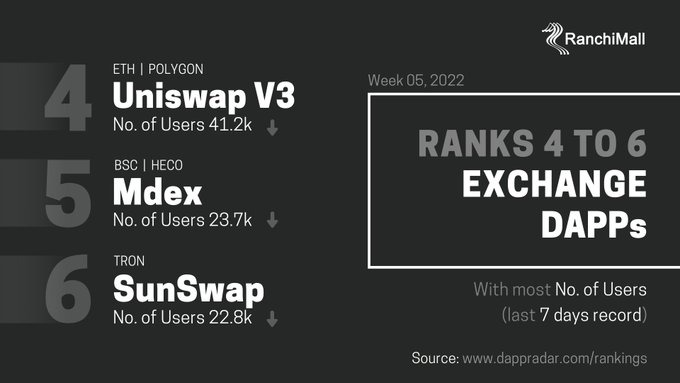 RanchiMall
4
ETH | POLYGON
Uniswap V3
No. of Users 41.2k
5
BSC | HECO
Mdex
No. of Users 23.7k
6
TRON
SunSwap
No. of Users 22.8k
Week 05, 2022
RANKS 4 TO 6
EXCHANGE
DAPPs
With most No. of Users
(last 7 days record)
Source: www.dappradar.com/rankings